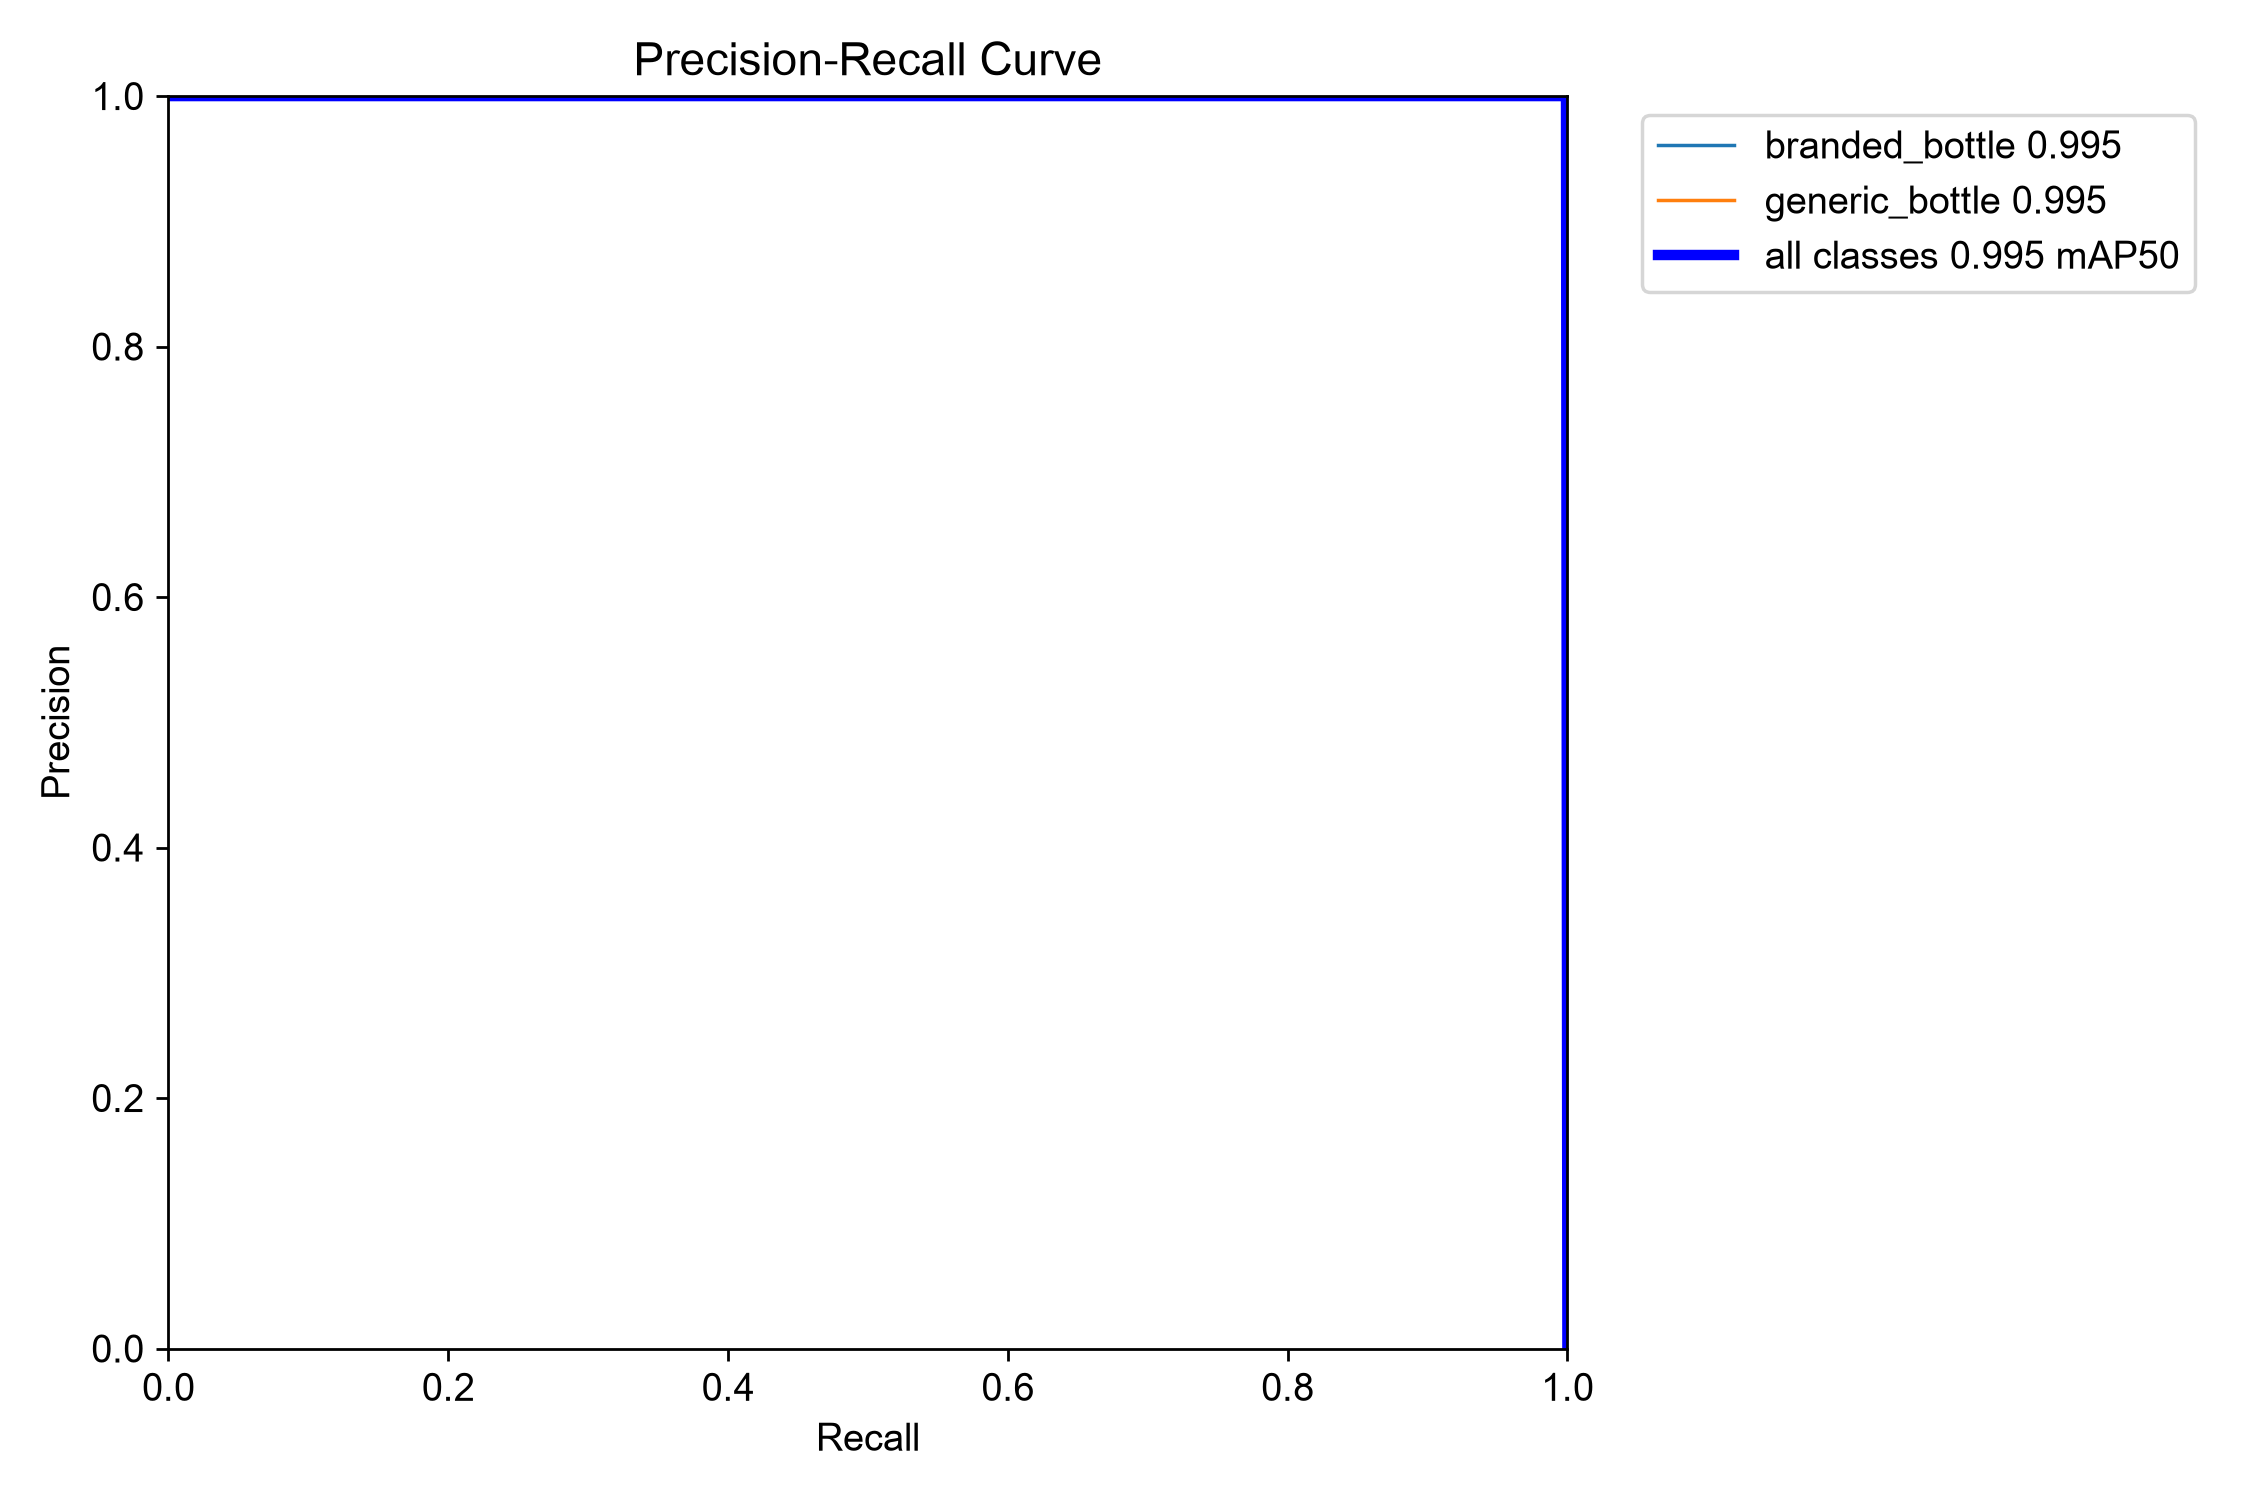 Precision-Recall Curve
1.0
0.8
0.6
0.4
0.2
0.0
Precision
0.0 0.2 0.4 0.6 0.8 1.0
Recall
branded_bottle 0.995
generic_bottle 0.995
all classes 0.995 mAP50